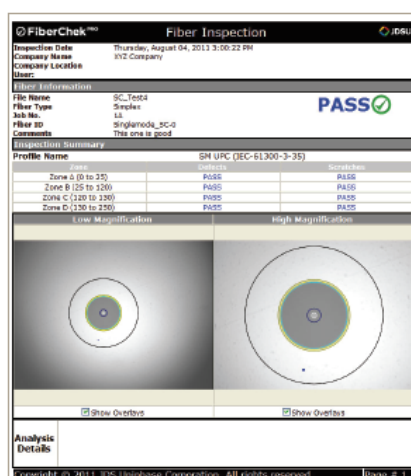 FiberChek PRO Fiber Inspection JDSU
Inspection Date Thursday, August 04, 2011 3:00:22 PM
Company Name XYZ Company
Company Location
User:
Fiber Information
File Name SC_Test4
Fiber Type Simplex
Job No. 11
Fiber ID Singlemode_SC-0
Comments This one is good
PASS
Inspection Summary
Profile Name SM UPC (IEC-61300-3-35)
Zone Defects Scratches
Zone A (0 to 25) PASS PASS
Zone B (25 to 120) PASS PASS
Zone C (120 to 130) PASS PASS
Zone D (130 to 250) PASS PASS
Low Magnification High Magnification
Show Overlays Show Overlays
Analysis
Details
Copyright © 2011 JDS Uniphase Corporation. All rights reserved. Page # 1